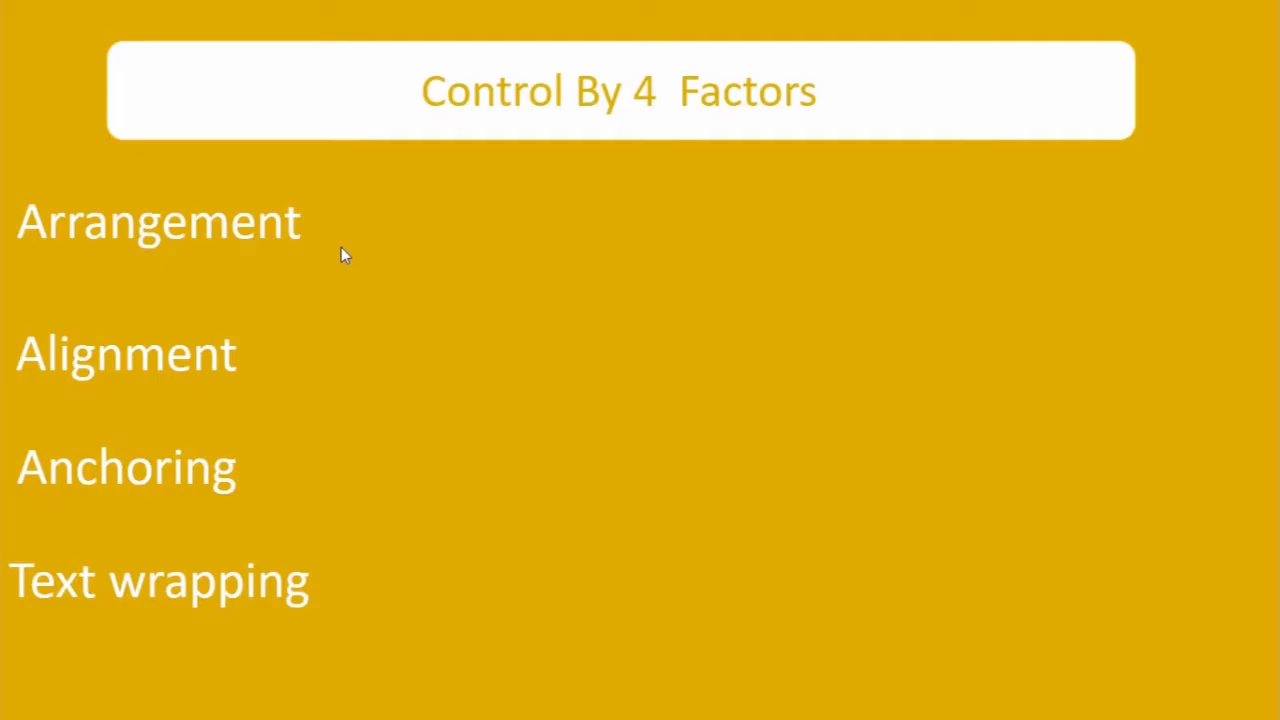 Control By 4  Factors
Arrangement
Alignment
Anchoring
Text wrapping